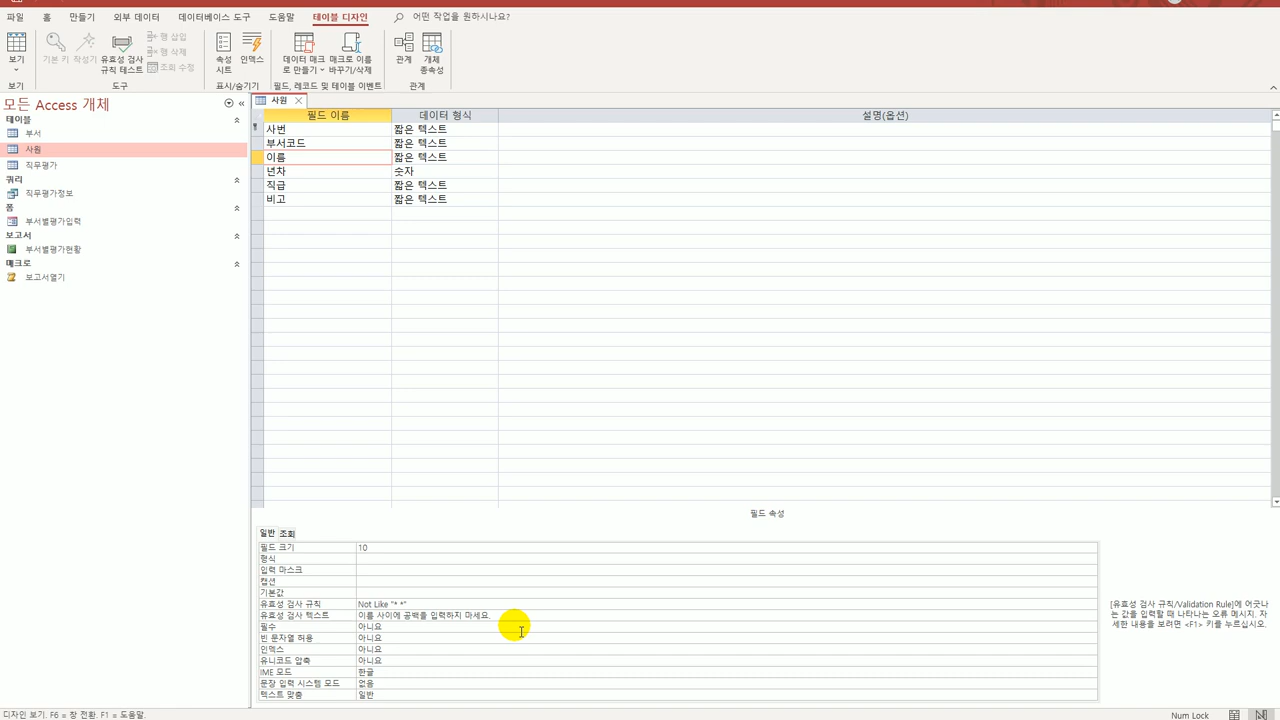 파일 홈 만들기 외부 데이터 데이터베이스 도구 도움말 테이블 디자인 어떤 작업을 원하시나요?
보기
기본 키
작성기
유효성 검사
규칙 테스트
행 삽입
행 삭제
조회 수정
속성
시트
인덱스
데이터 매크
로 만들기
매크로 이름
바꾸기/삭제
관계
개체
종속성
보기 도구 표시/숨기기 필드, 레코드 및 테이블 이벤트 관계
모든 Access 개체
테이블
부서
사원
직무평가
쿼리
직무평가정보
폼
부서별평가입력
보고서
부서별평가현황
매크로
보고서열기
사원
필드 이름 데이터 형식 설명(옵션)
사번 짧은 텍스트
부서코드 짧은 텍스트
이름 짧은 텍스트
년차 숫자
직급 짧은 텍스트
비고 짧은 텍스트
필드 속성
일반 조회
필드 크기 10
형식
입력 마스크
캡션
기본값
유효성 검사 규칙 Not Like "* *"
유효성 검사 텍스트 이름 사이에 공백을 입력하지 마세요.
필수 아니요
빈 문자열 허용 아니요
인덱스 아니요
유니코드 압축 아니요
IME 모드 한글
문장 입력 시스템 모드 없음
텍스트 맞춤 일반
[유효성 검사 규칙/Validation Rule]에 어긋나
는 값을 입력할 때 나타나는 오류 메시지. 자
세한 내용을 보려면 <F1> 키를 누르십시오.
디자인 보기. F6 = 창 전환. F1 = 도움말.
Num Lock